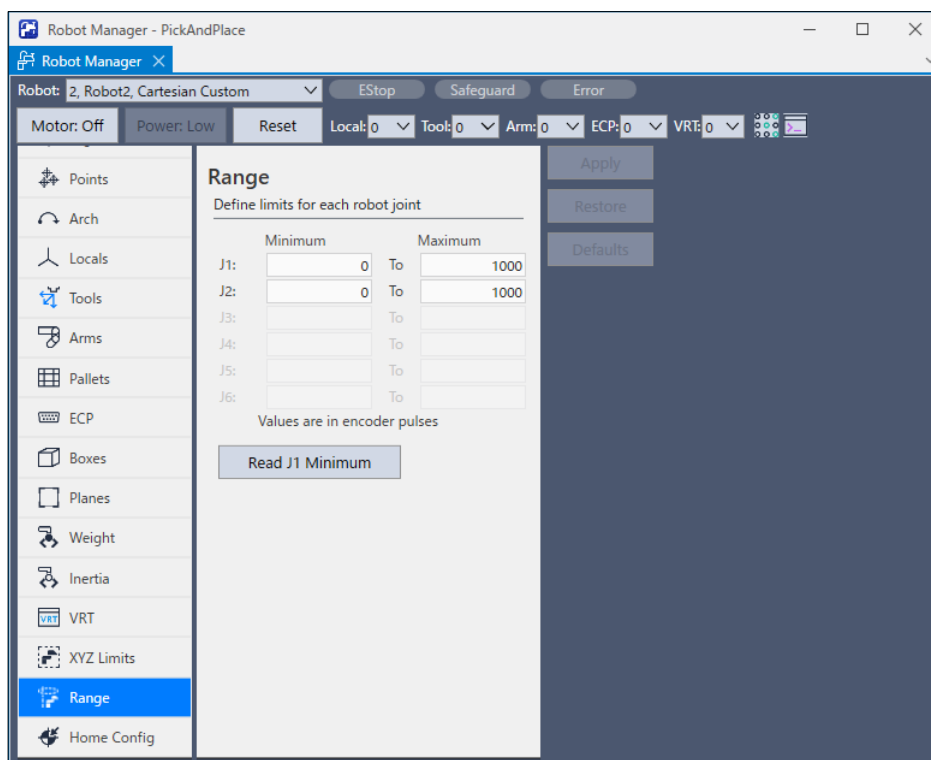 Robot Manager - PickAndPlace
Robot Manager
Robot: 2, Robot2, Cartesian Custom EStop Safeguard Error
Motor: Off Power: Low Reset Local: 0 Tool: 0 Arm: 0 ECP: 0 VRT: 0
Points
Arch
Locals
Tools
Arms
Pallets
ECP
Boxes
Planes
Weight
Inertia
VRT VRT
XYZ Limits
Range
Home Config
Range
Define limits for each robot joint
Minimum Maximum
J1: 0 To 1000
J2: 0 To 1000
J3: To
J4: To
J5: To
J6: To
Values are in encoder pulses
Read J1 Minimum
Apply
Restore
Defaults